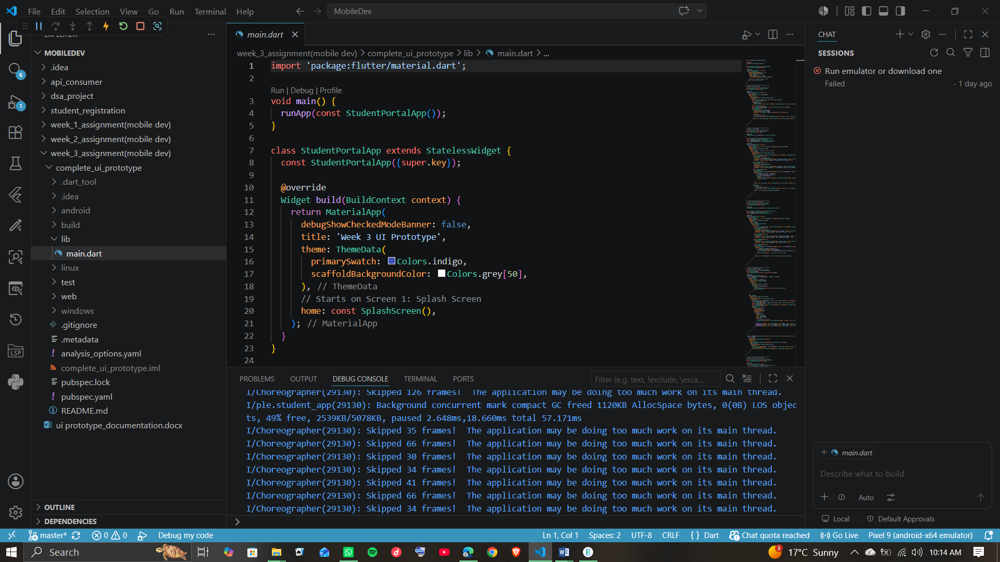 File Edit Selection View Go Run Terminal Help
MobileDev
EXPLORER
MOBILEDEV
.idea
api_consumer
dsa_project
student_registration
week_1_assignment(mobile dev)
week_2_assignment(mobile dev)
week_3_assignment(mobile dev)
complete_ui_prototype
.dart_tool
.idea
android
build
lib
main.dart
linux
test
web
windows
.gitignore
.metadata
analysis_options.yaml
complete_ui_prototype.iml
pubspec.lock
pubspec.yaml
README.md
ui prototype_documentation.docx
OUTLINE
DEPENDENCIES
6
1
LSP
main.dart
week_3_assignment(mobile dev) > complete_ui_prototype > lib > main.dart > ...
1 import 'package:flutter/material.dart';
2
Run | Debug | Profile
3 void main() {
4 runApp(const StudentPortalApp());
5 }
6
7 class StudentPortalApp extends StatelessWidget {
8 const StudentPortalApp({super.key});
9
10 @override
11 Widget build(BuildContext context) {
12 return MaterialApp(
13 debugShowCheckedModeBanner: false,
14 title: 'Week 3 UI Prototype',
15 theme: ThemeData(
16 primarySwatch: Colors.indigo,
17 scaffoldBackgroundColor: Colors.grey[50],
18 ), // ThemeData
19 // Starts on Screen 1: Splash Screen
20 home: const SplashScreen(),
21 ); // MaterialApp
22 }
23 }
24
PROBLEMS OUTPUT DEBUG CONSOLE TERMINAL PORTS
Filter (e.g. text, !exclude, \esca...
I/Choreographer(29130): Skipped 126 frames!  The application may be doing too much work on its main thread.
I/ple.student_app(29130): Background concurrent mark compact GC freed 1120KB AllocSpace bytes, 0(0B) LOS objec
ts, 49% free, 2539KB/5078KB, paused 2.648ms,18.660ms total 57.171ms
I/Choreographer(29130): Skipped 35 frames!  The application may be doing too much work on its main thread.
I/Choreographer(29130): Skipped 66 frames!  The application may be doing too much work on its main thread.
I/Choreographer(29130): Skipped 30 frames!  The application may be doing too much work on its main thread.
I/Choreographer(29130): Skipped 34 frames!  The application may be doing too much work on its main thread.
I/Choreographer(29130): Skipped 41 frames!  The application may be doing too much work on its main thread.
I/Choreographer(29130): Skipped 66 frames!  The application may be doing too much work on its main thread.
I/Choreographer(29130): Skipped 34 frames!  The application may be doing too much work on its main thread.
CHAT
SESSIONS
Run emulator or download one
Failed · 1 day ago
main.dart
Describe what to build
Auto
Local Default Approvals
master* 0 0 Debug my code
Ln 1, Col 1 Spaces: 2 UTF-8 CRLF { } Dart Chat quota reached Go Live Pixel 9 (android-x64 emulator)
Search
3 17°C Sunny 10:14 AM